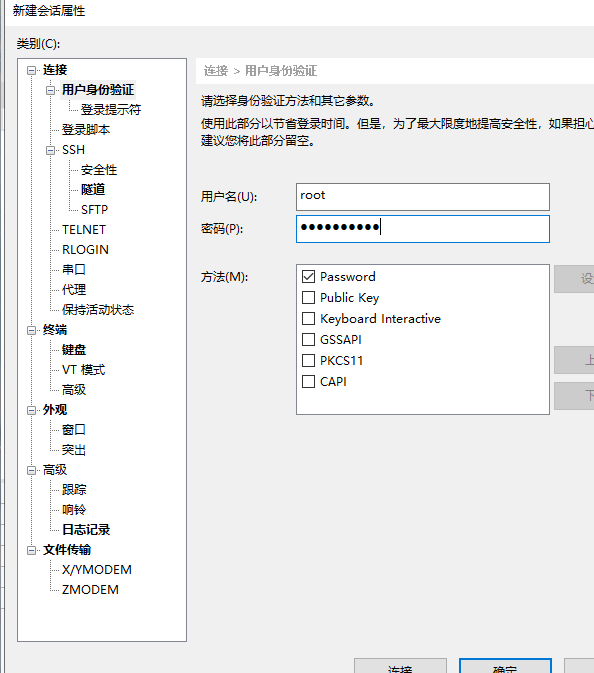 新建会话属性
类别(C):
连接
用户身份验证
登录提示符
登录脚本
SSH
安全性
隧道
SFTP
TELNET
RLOGIN
串口
代理
保持活动状态
终端
键盘
VT 模式
高级
外观
窗口
突出
高级
跟踪
响铃
日志记录
文件传输
X/YMODEM
ZMODEM
连接 > 用户身份验证
请选择身份验证方法和其它参数。
使用此部分以节省登录时间。但是，为了最大限度地提高安全性，如果担心
建议您将此部分留空。
用户名(U):
root
密码(P):
●●●●●●●●●●
方法(M):
Password
Public Key
Keyboard Interactive
GSSAPI
PKCS11
CAPI
设
上
下
连接
确定